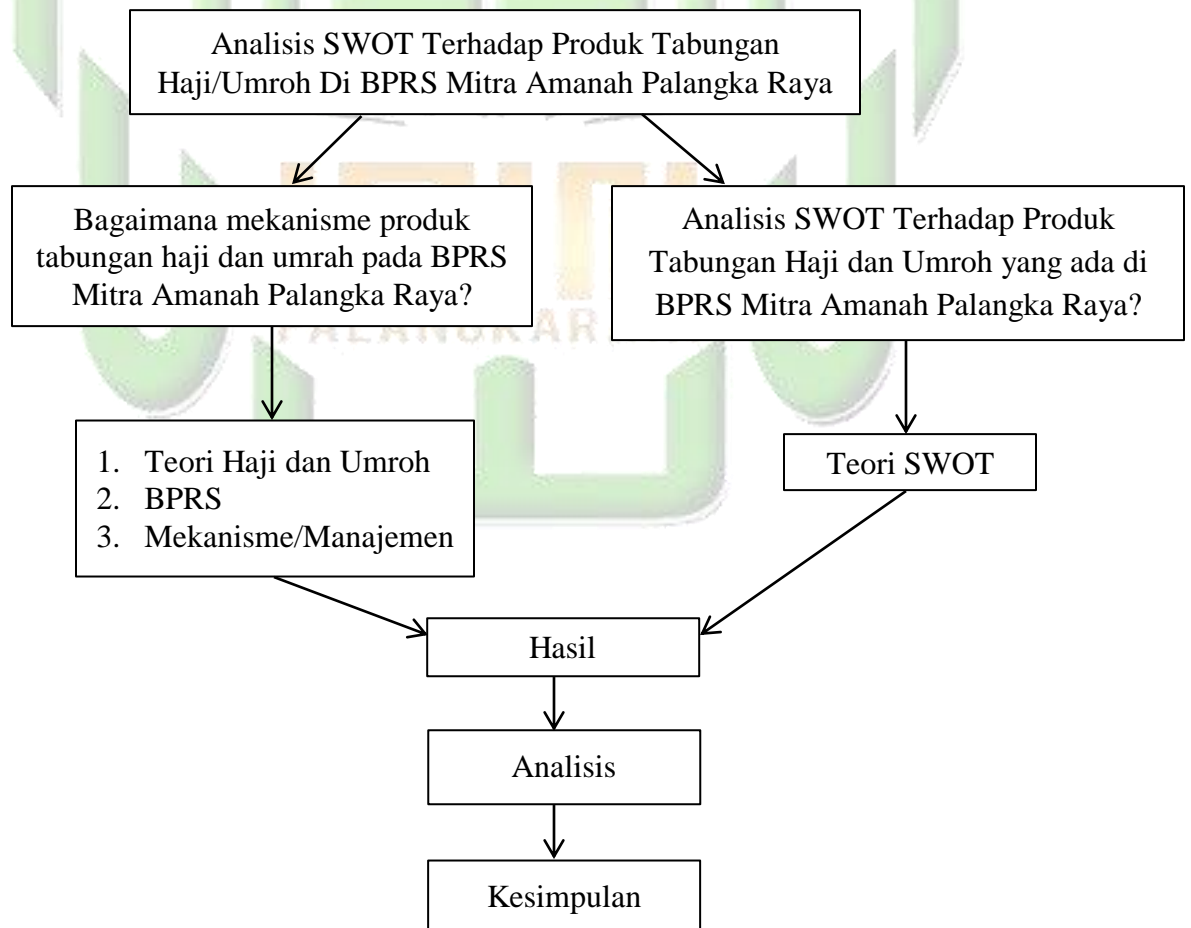 Analisis SWOT Terhadap Produk Tabungan
Haji/Umroh Di BPRS Mitra Amanah Palangka Raya
Bagaimana mekanisme produk
tabungan haji dan umrah pada BPRS
Mitra Amanah Palangka Raya?
Analisis SWOT Terhadap Produk
Tabungan Haji dan Umroh yang ada di
BPRS Mitra Amanah Palangka Raya?
1. Teori Haji dan Umroh
2. BPRS
3. Mekanisme/Manajemen
Teori SWOT
Hasil
Analisis
Kesimpulan